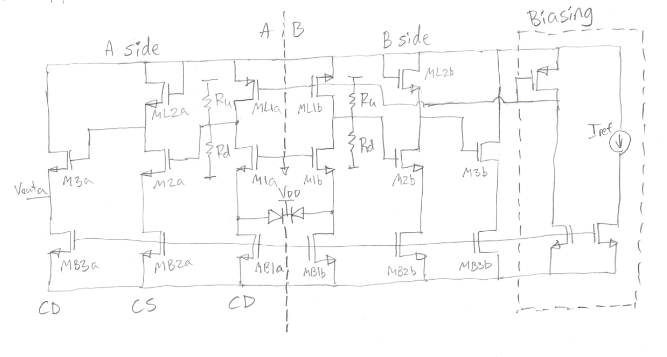 Biasing
A side
A
B
B side
ML2a
Ru
ML1a
ML1b
Ru
ML2b
Rd
Rd
Iref
M3a
M2a
M1a
M1b
M2b
M3b
Vdata
VDD
MB3a
MB2a
MB1a
MB1b
MB2b
MB3b
CD
CS
CD